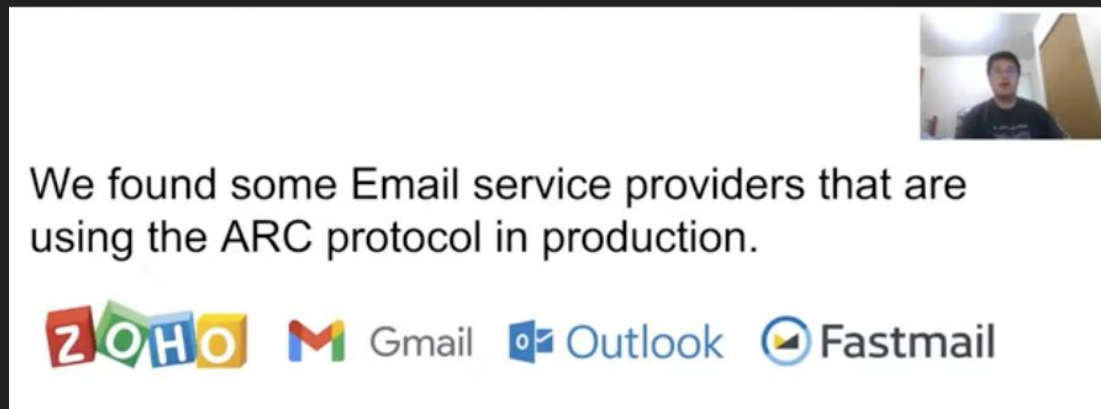 We found some Email service providers that are
using the ARC protocol in production.
ZOHO Gmail Outlook Fastmail